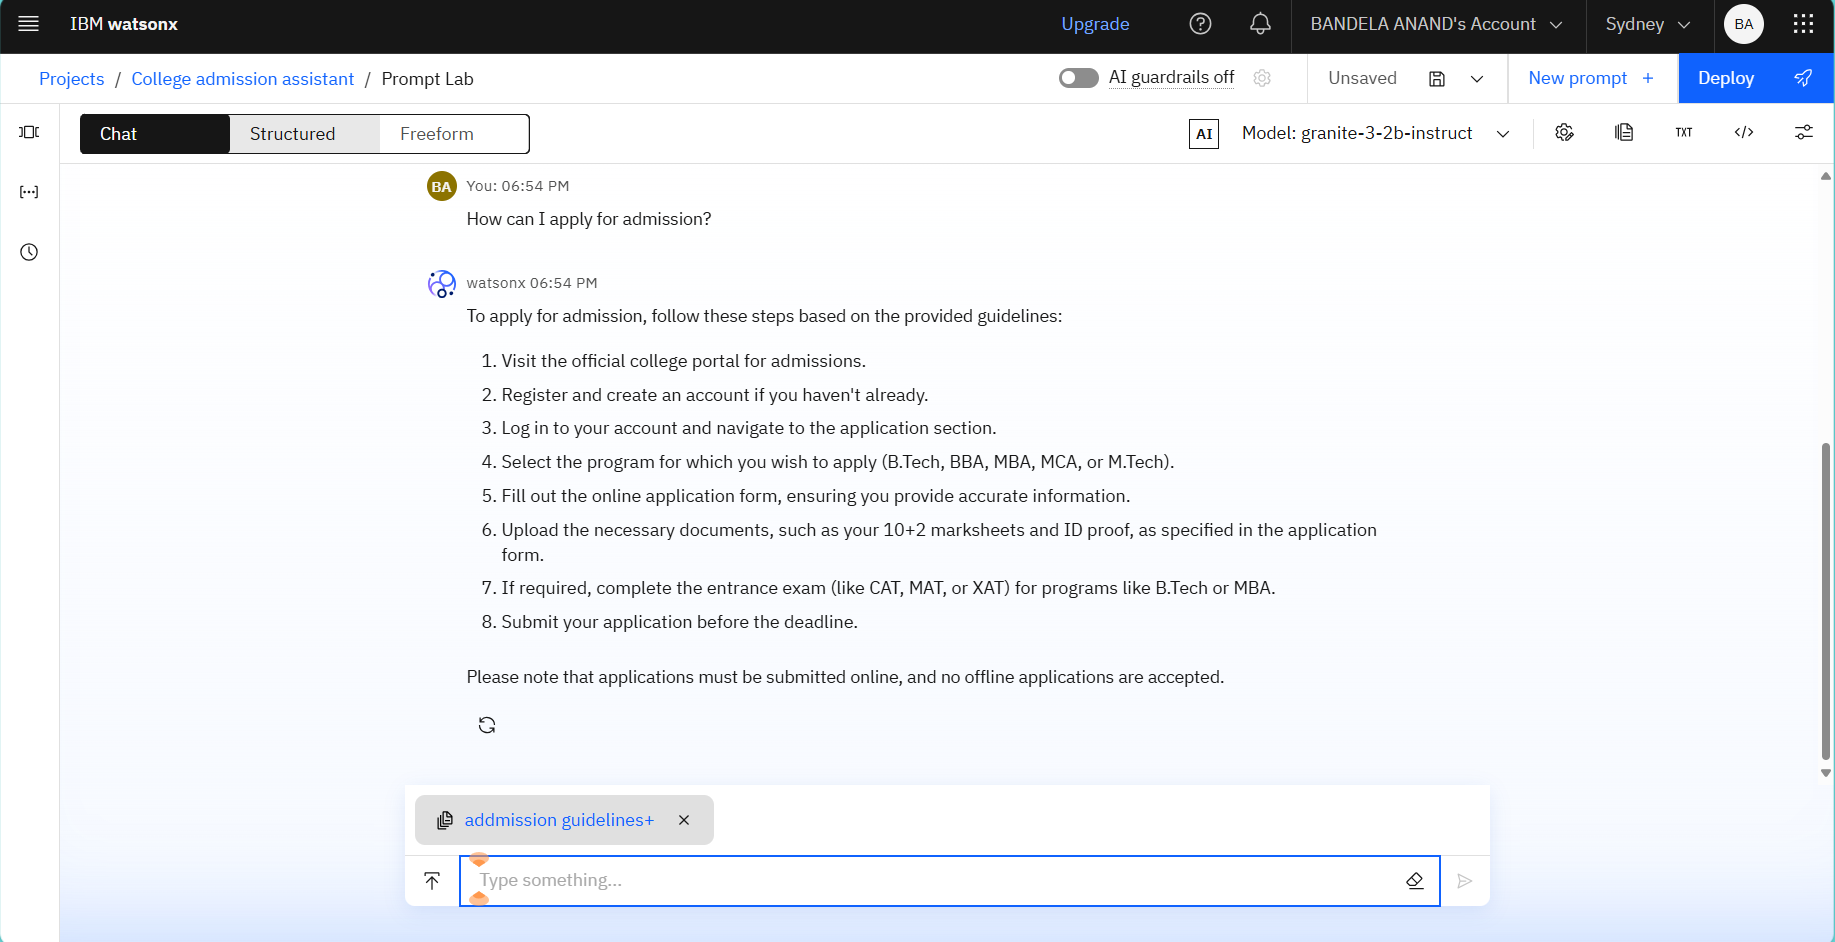 IBM watsonx
Upgrade
BANDELA ANAND's Account
Sydney
BA
Projects / College admission assistant / Prompt Lab
AI guardrails off
Unsaved
New prompt +
Deploy
Chat
Structured
Freeform
AI
Model: granite-3-2b-instruct
TXT
</>
BA
You: 06:54 PM
How can I apply for admission?
watsonx 06:54 PM
To apply for admission, follow these steps based on the provided guidelines:
1. Visit the official college portal for admissions.
2. Register and create an account if you haven't already.
3. Log in to your account and navigate to the application section.
4. Select the program for which you wish to apply (B.Tech, BBA, MBA, MCA, or M.Tech).
5. Fill out the online application form, ensuring you provide accurate information.
6. Upload the necessary documents, such as your 10+2 marksheets and ID proof, as specified in the application
form.
7. If required, complete the entrance exam (like CAT, MAT, or XAT) for programs like B.Tech or MBA.
8. Submit your application before the deadline.
Please note that applications must be submitted online, and no offline applications are accepted.
addmission guidelines+
Type something...